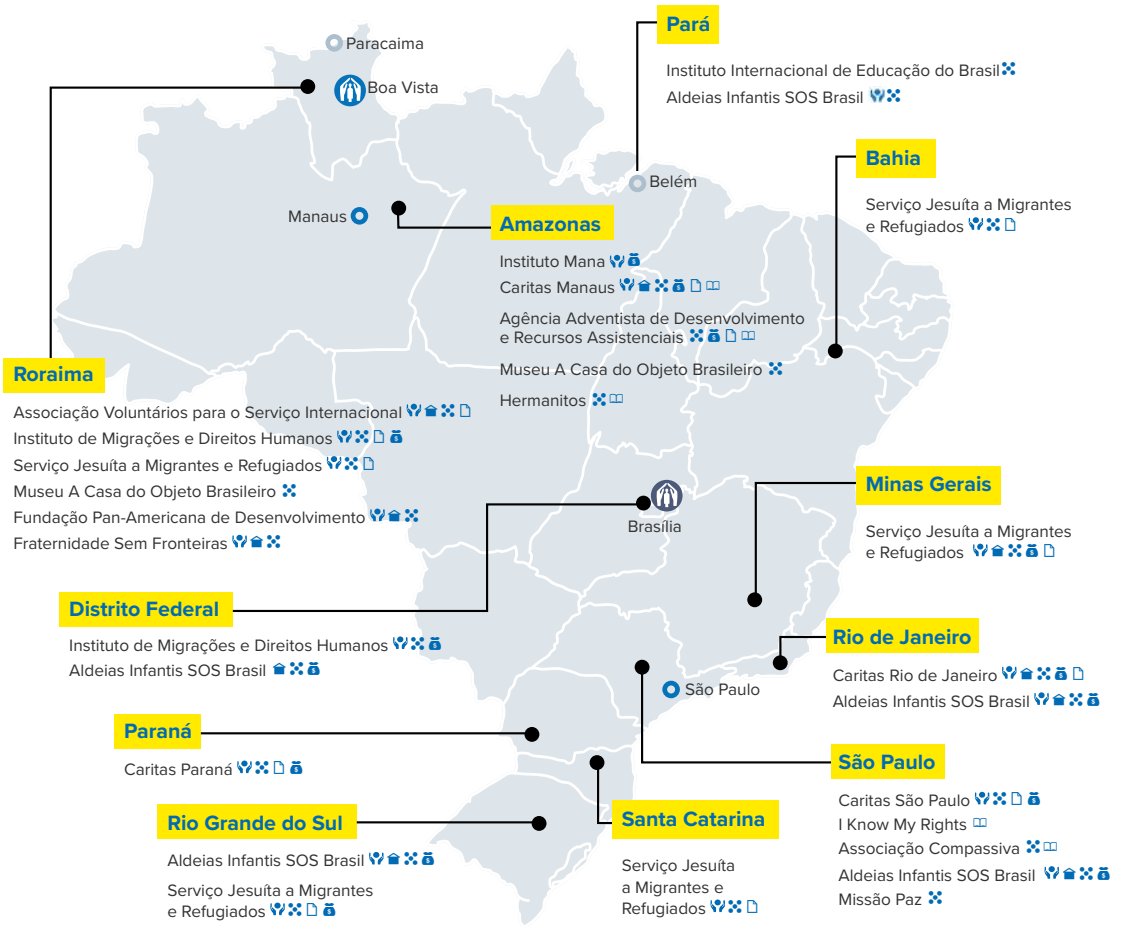 Paracaima
Boa Vista
Pará
Instituto Internacional de Educação do Brasil
Aldeias Infantis SOS Brasil
Belém
Bahia
Serviço Jesuíta a Migrantes
e Refugiados
Manaus
Amazonas
Instituto Mana
Caritas Manaus
Agência Adventista de Desenvolvimento
e Recursos Assistenciais
Museu A Casa do Objeto Brasileiro
Hermanitos
Roraima
Associação Voluntários para o Serviço Internacional
Instituto de Migrações e Direitos Humanos
Serviço Jesuíta a Migrantes e Refugiados
Museu A Casa do Objeto Brasileiro
Fundação Pan-Americana de Desenvolvimento
Fraternidade Sem Fronteiras
Brasília
Minas Gerais
Serviço Jesuíta a Migrantes
e Refugiados
Distrito Federal
Instituto de Migrações e Direitos Humanos
Aldeias Infantis SOS Brasil
Rio de Janeiro
Caritas Rio de Janeiro
Aldeias Infantis SOS Brasil
São Paulo
Paraná
Caritas Paraná
São Paulo
Caritas São Paulo
I Know My Rights
Associação Compassiva
Aldeias Infantis SOS Brasil
Missão Paz
Rio Grande do Sul
Aldeias Infantis SOS Brasil
Serviço Jesuíta a Migrantes
e Refugiados
Santa Catarina
Serviço Jesuíta
a Migrantes e
Refugiados